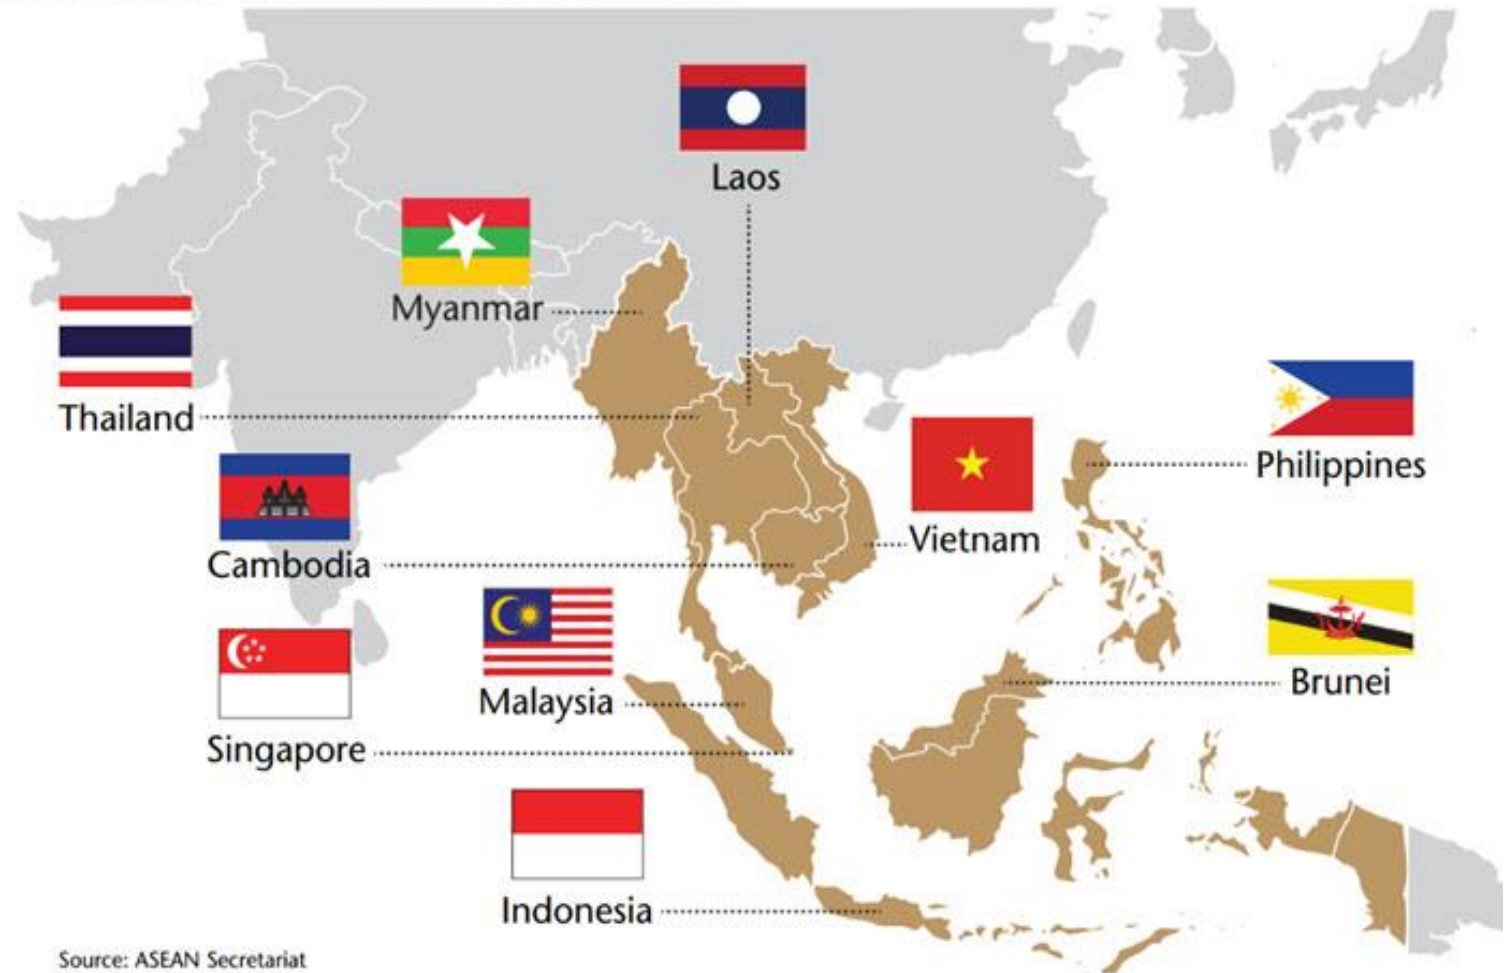 Laos
Myanmar
Thailand
Philippines
Vietnam
Cambodia
Brunei
Malaysia
Singapore
Indonesia
Source: ASEAN Secretariat